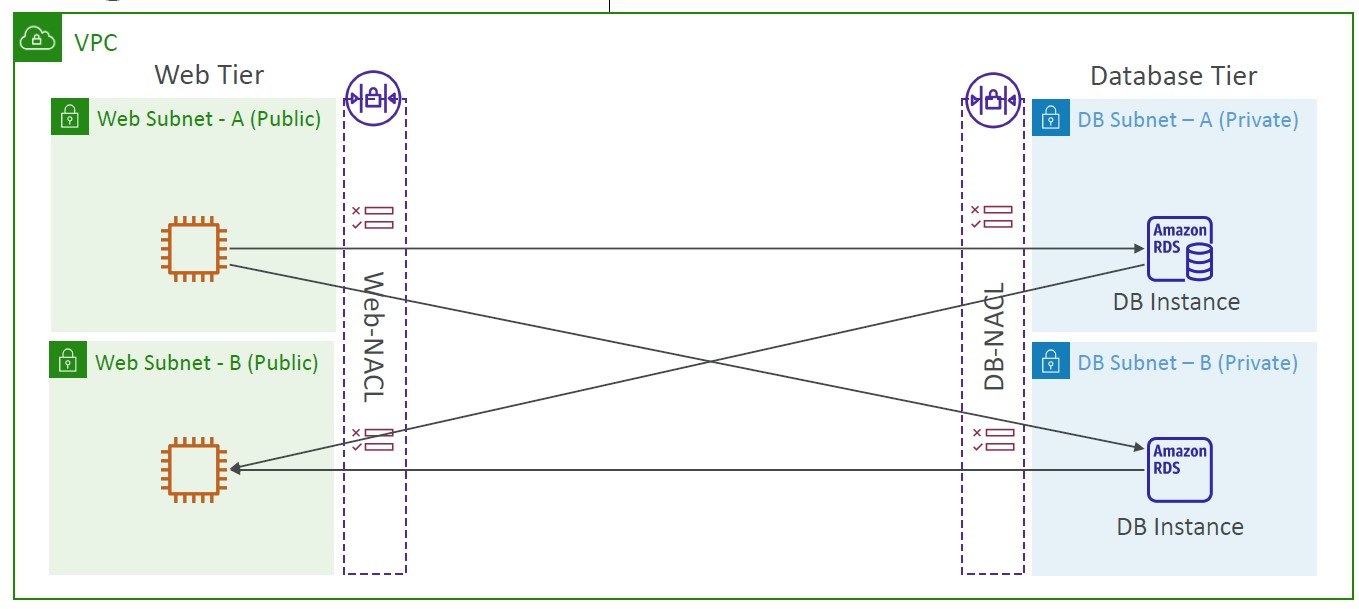 VPC
Web Tier
Database Tier
Web Subnet - A (Public)
DB Subnet – A (Private)
Amazon
RDS
DB Instance
Web-NACL
DB-NACL
Web Subnet - B (Public)
DB Subnet – B (Private)
Amazon
RDS
DB Instance